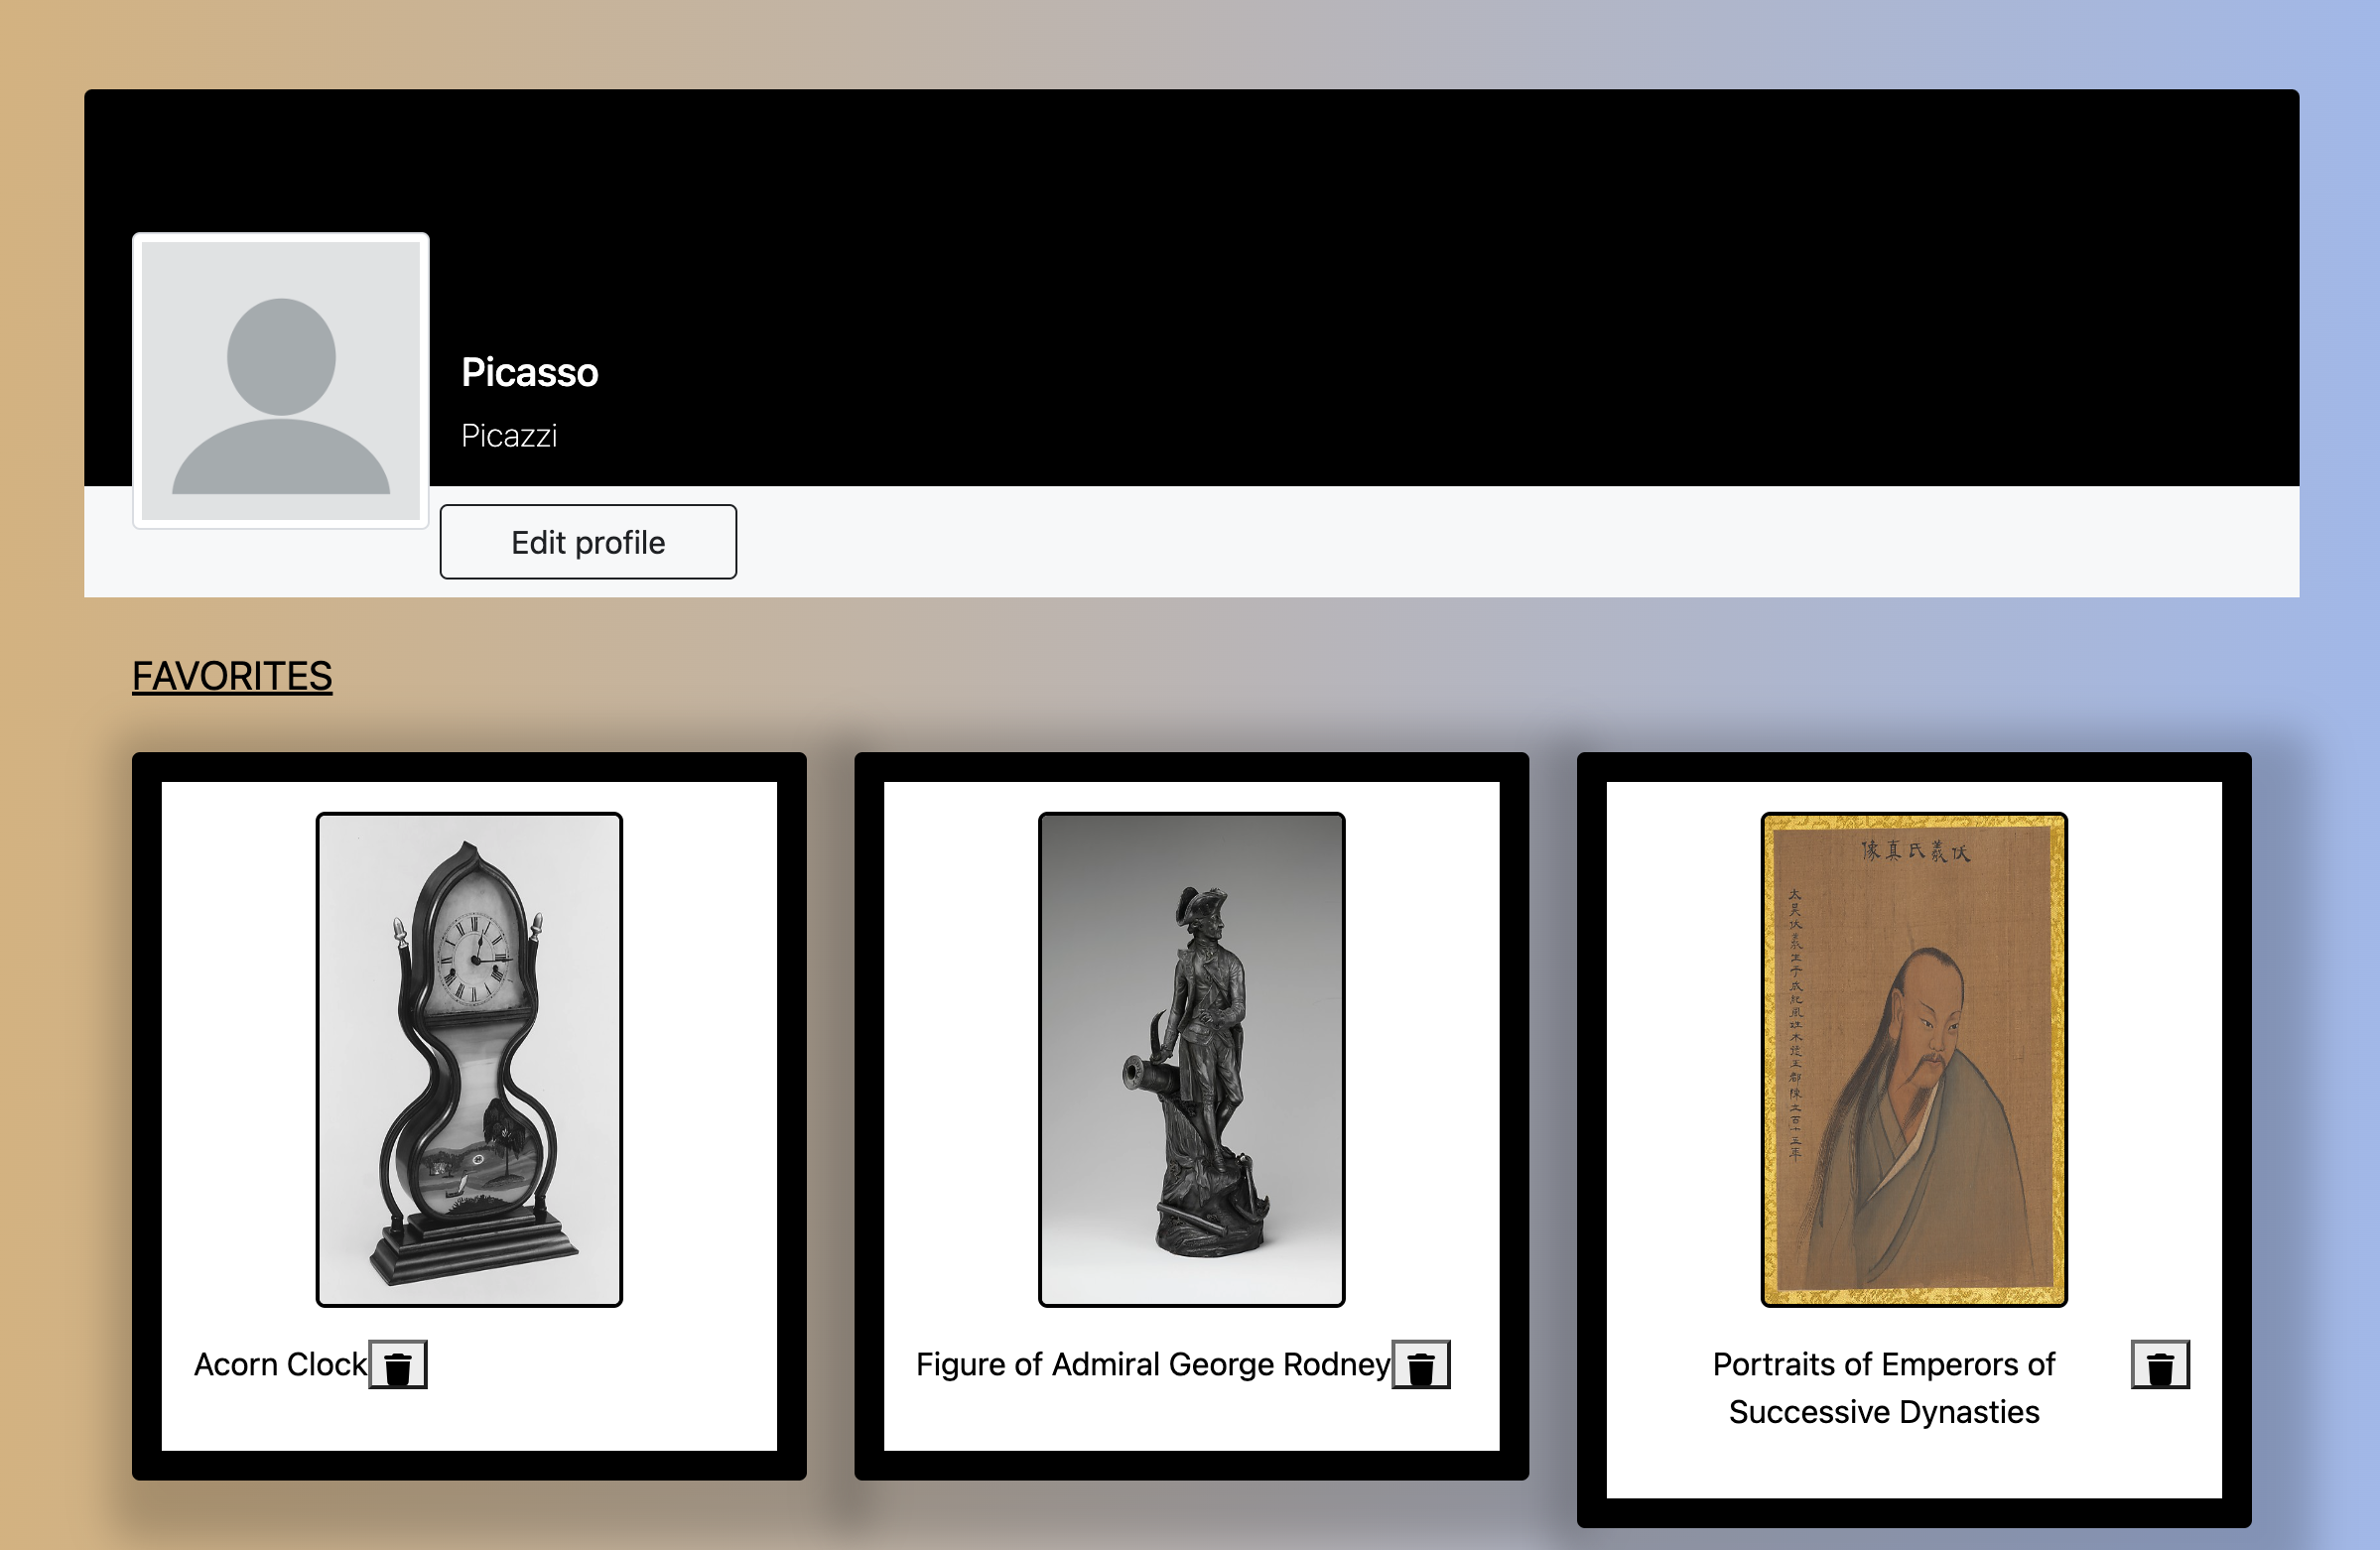 Picasso
Picazzi
Edit profile
FAVORITES
Acorn Clock
Figure of Admiral George Rodney
伏羲氏真像
Portraits of Emperors of
Successive Dynasties